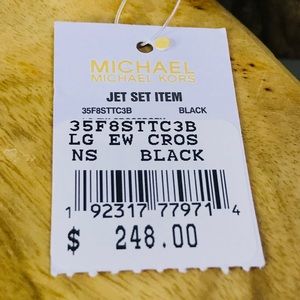 MICHAEL
MICHAEL KORS
JET SET ITEM
35F8STTC3B BLACK
35F8STTC3B
LG EW CROS
NS BLACK
1 92317 77971 4
$ 248.00